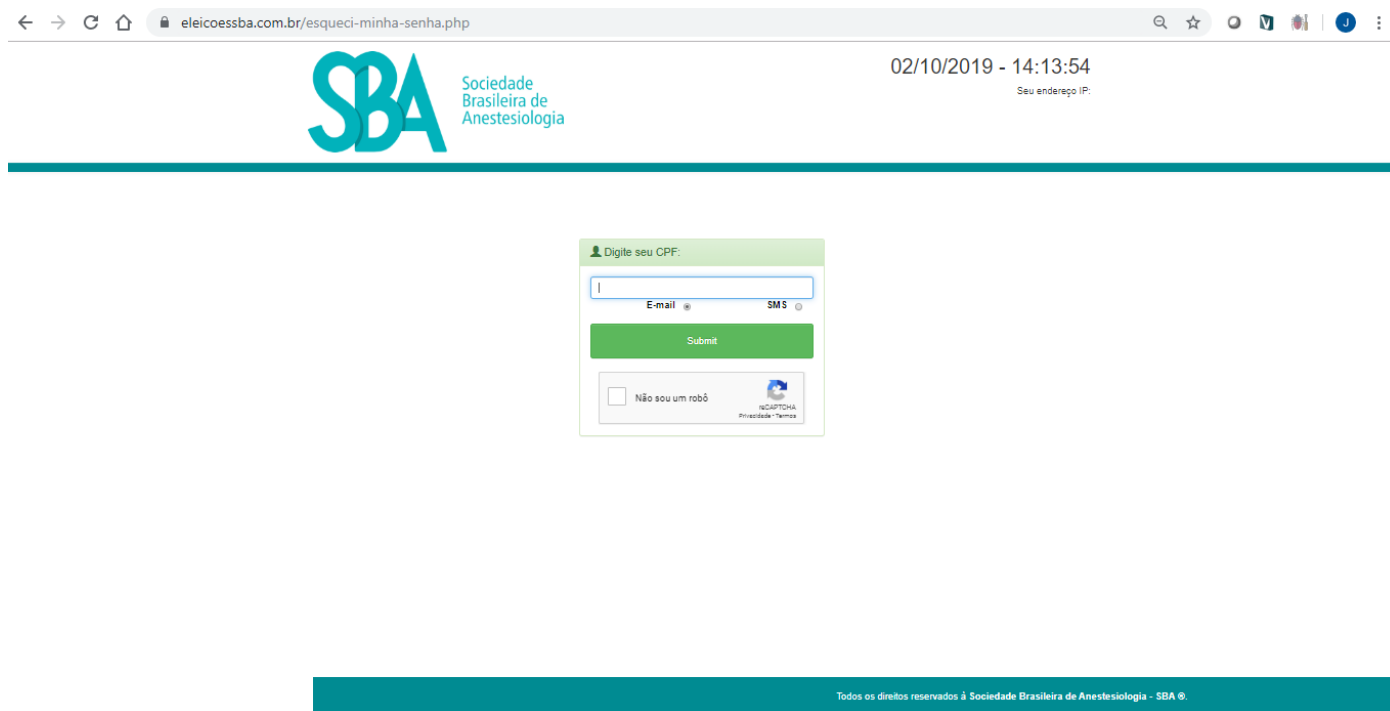 eleicoessba.com.br/esqueci-minha-senha.php
J
SBA
Sociedade
Brasileira de
Anestesiologia
02/10/2019 - 14:13:54
Seu endereço IP:
Digite seu CPF:
E-mail SMS
Submit
Não sou um robô
reCAPTCHA
Privacidade - Termos
Todos os direitos reservados à Sociedade Brasileira de Anestesiologia - SBA ®.